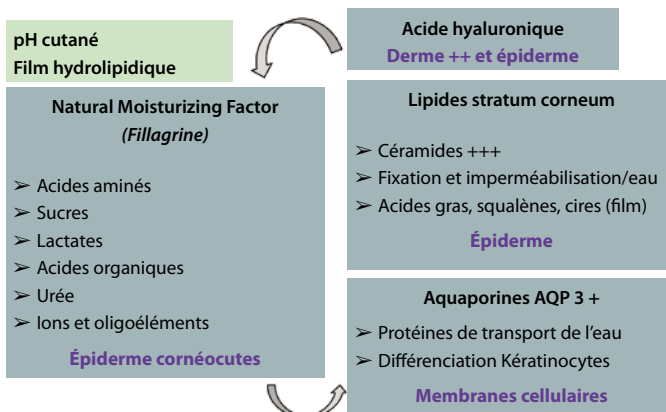 pH cutané
Film hydrolipidique
Natural Moisturizing Factor
(Fillagrine)
➢ Acides aminés
➢ Sucres
➢ Lactates
➢ Acides organiques
➢ Urée
➢ Ions et oligoéléments
Épiderme cornéocutes
Acide hyaluronique
Derme ++ et épiderme
Lipides stratum corneum
➢ Céramides +++
➢ Fixation et imperméabilisation/eau
➢ Acides gras, squalènes, cires (film)
Épiderme
Aquaporines AQP 3 +
➢ Protéines de transport de l’eau
➢ Différenciation Kératinocytes
Membranes cellulaires